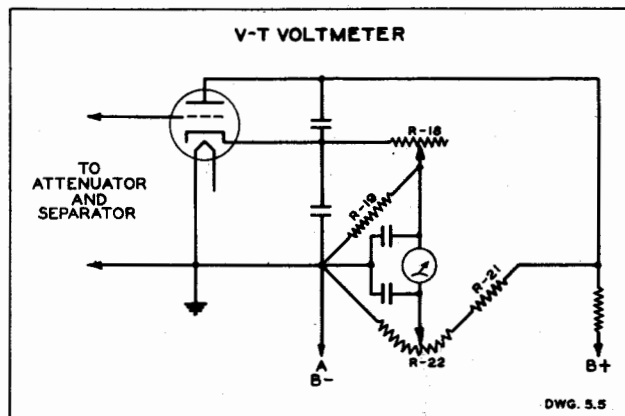 V-T VOLTMETER
R-18
TO
ATTENUATOR
AND
SEPARATOR
R-19
R-21
R-22
A
B-
B+
DWG. 5.5